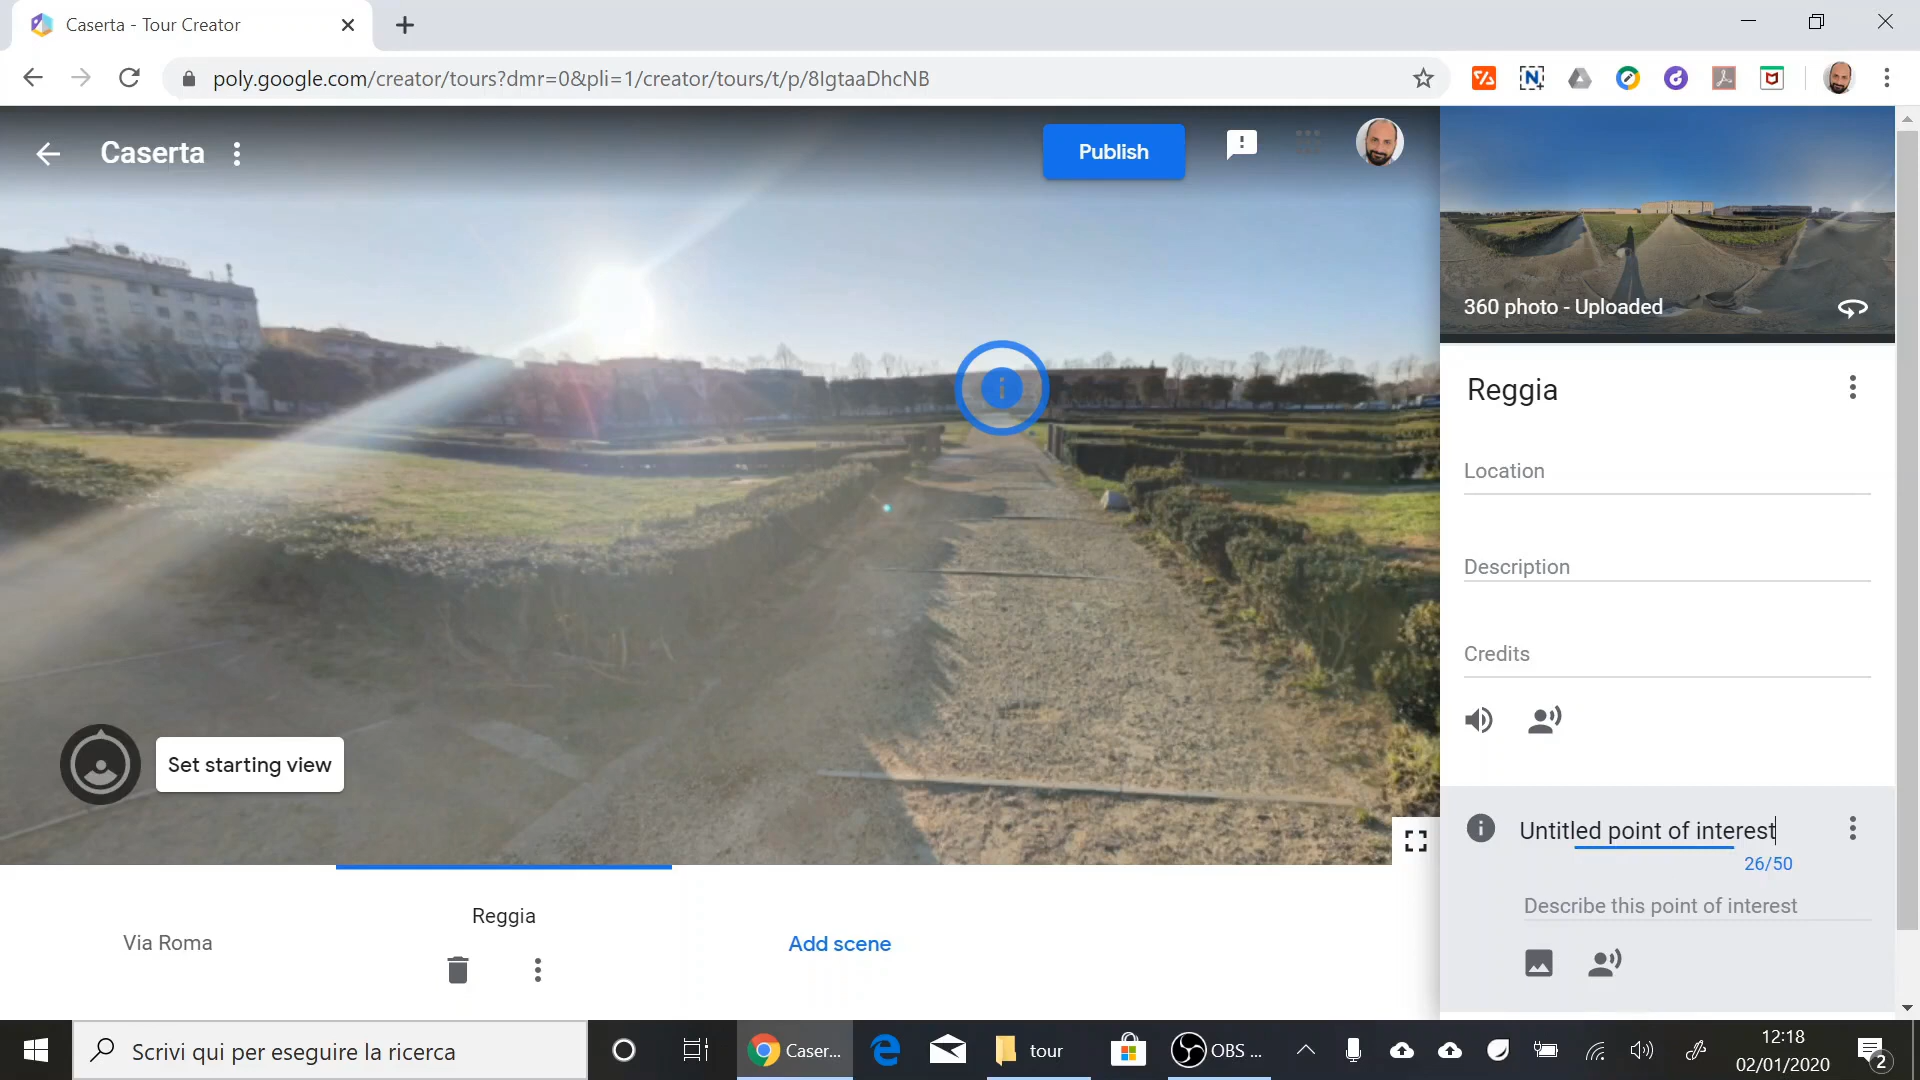 Caserta - Tour Creator
poly.google.com/creator/tours?dmr=0&pli=1/creator/tours/t/p/8IgtaaDhcNB
Caserta
Publish
360 photo - Uploaded
Reggia
Location
Description
Credits
Set starting view
Untitled point of interest
26/50
Describe this point of interest
Via Roma
Reggia
Add scene
Scrivi qui per eseguire la ricerca
Caser...
tour
OBS ...
12:18
02/01/2020
2